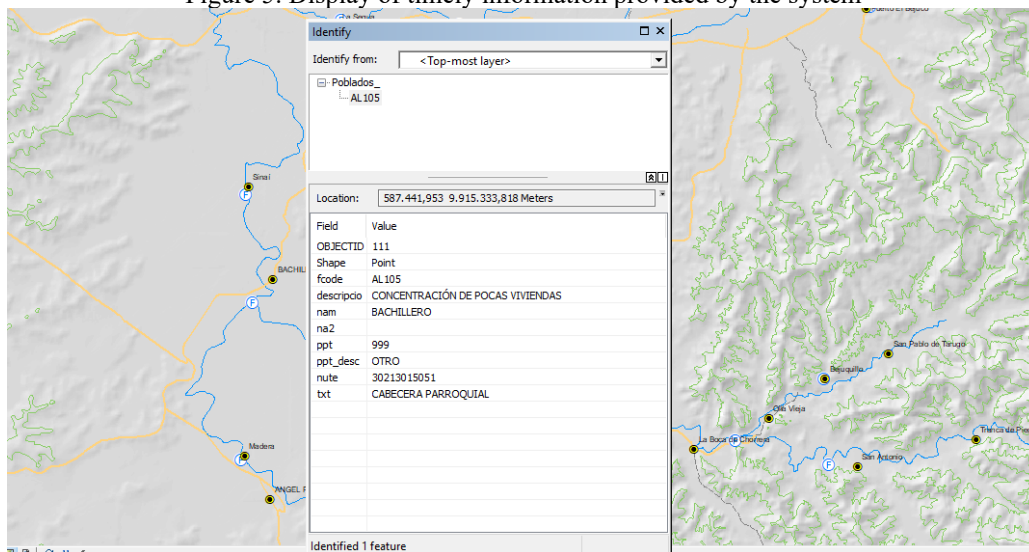 Figure 5. Display of timely information provided by the system
Identify
Identify from: <Top-most layer>
Poblados_
AL105
Location: 587.441,953 9.915.333,818 Meters
Field Value
OBJECTID 111
Shape Point
fcode AL105
descripcio CONCENTRACIÓN DE POCAS VIVIENDAS
nam BACHILLERO
na2
ppt 999
ppt_desc OTRO
nute 30213015051
txt CABECERA PARROQUIAL
Identified 1 feature
Sinaí
F
BACHIL
F
Madera
F
ANGEL
San Pablo de Tarugo
Bejuquilla
Olla Vieja
La Boca de Chorrera
F
San Antonio
F